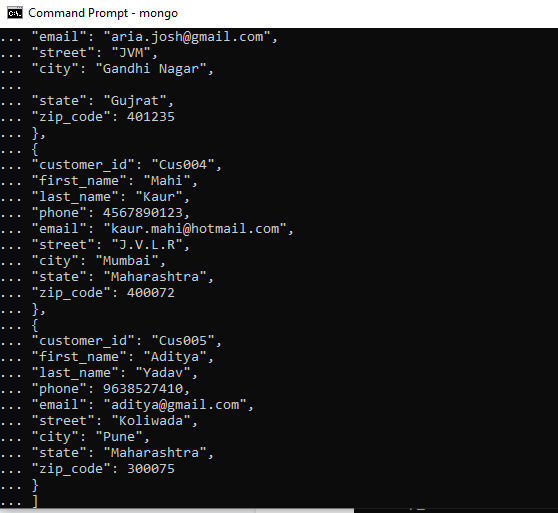 Command Prompt - mongo
... "email": "aria.josh@gmail.com",
... "street": "JVM",
... "city": "Gandhi Nagar",
...
... "state": "Gujrat",
... "zip_code": 401235
... },
... {
... "customer_id": "Cus004",
... "first_name": "Mahi",
... "last_name": "Kaur",
... "phone": 4567890123,
... "email": "kaur.mahi@hotmail.com",
... "street": "J.V.L.R",
... "city": "Mumbai",
... "state": "Maharashtra",
... "zip_code": 400072
... },
... {
... "customer_id": "Cus005",
... "first_name": "Aditya",
... "last_name": "Yadav",
... "phone": 9638527410,
... "email": "aditya@gmail.com",
... "street": "Koliwada",
... "city": "Pune",
... "state": "Maharashtra",
... "zip_code": 300075
... }
... ]